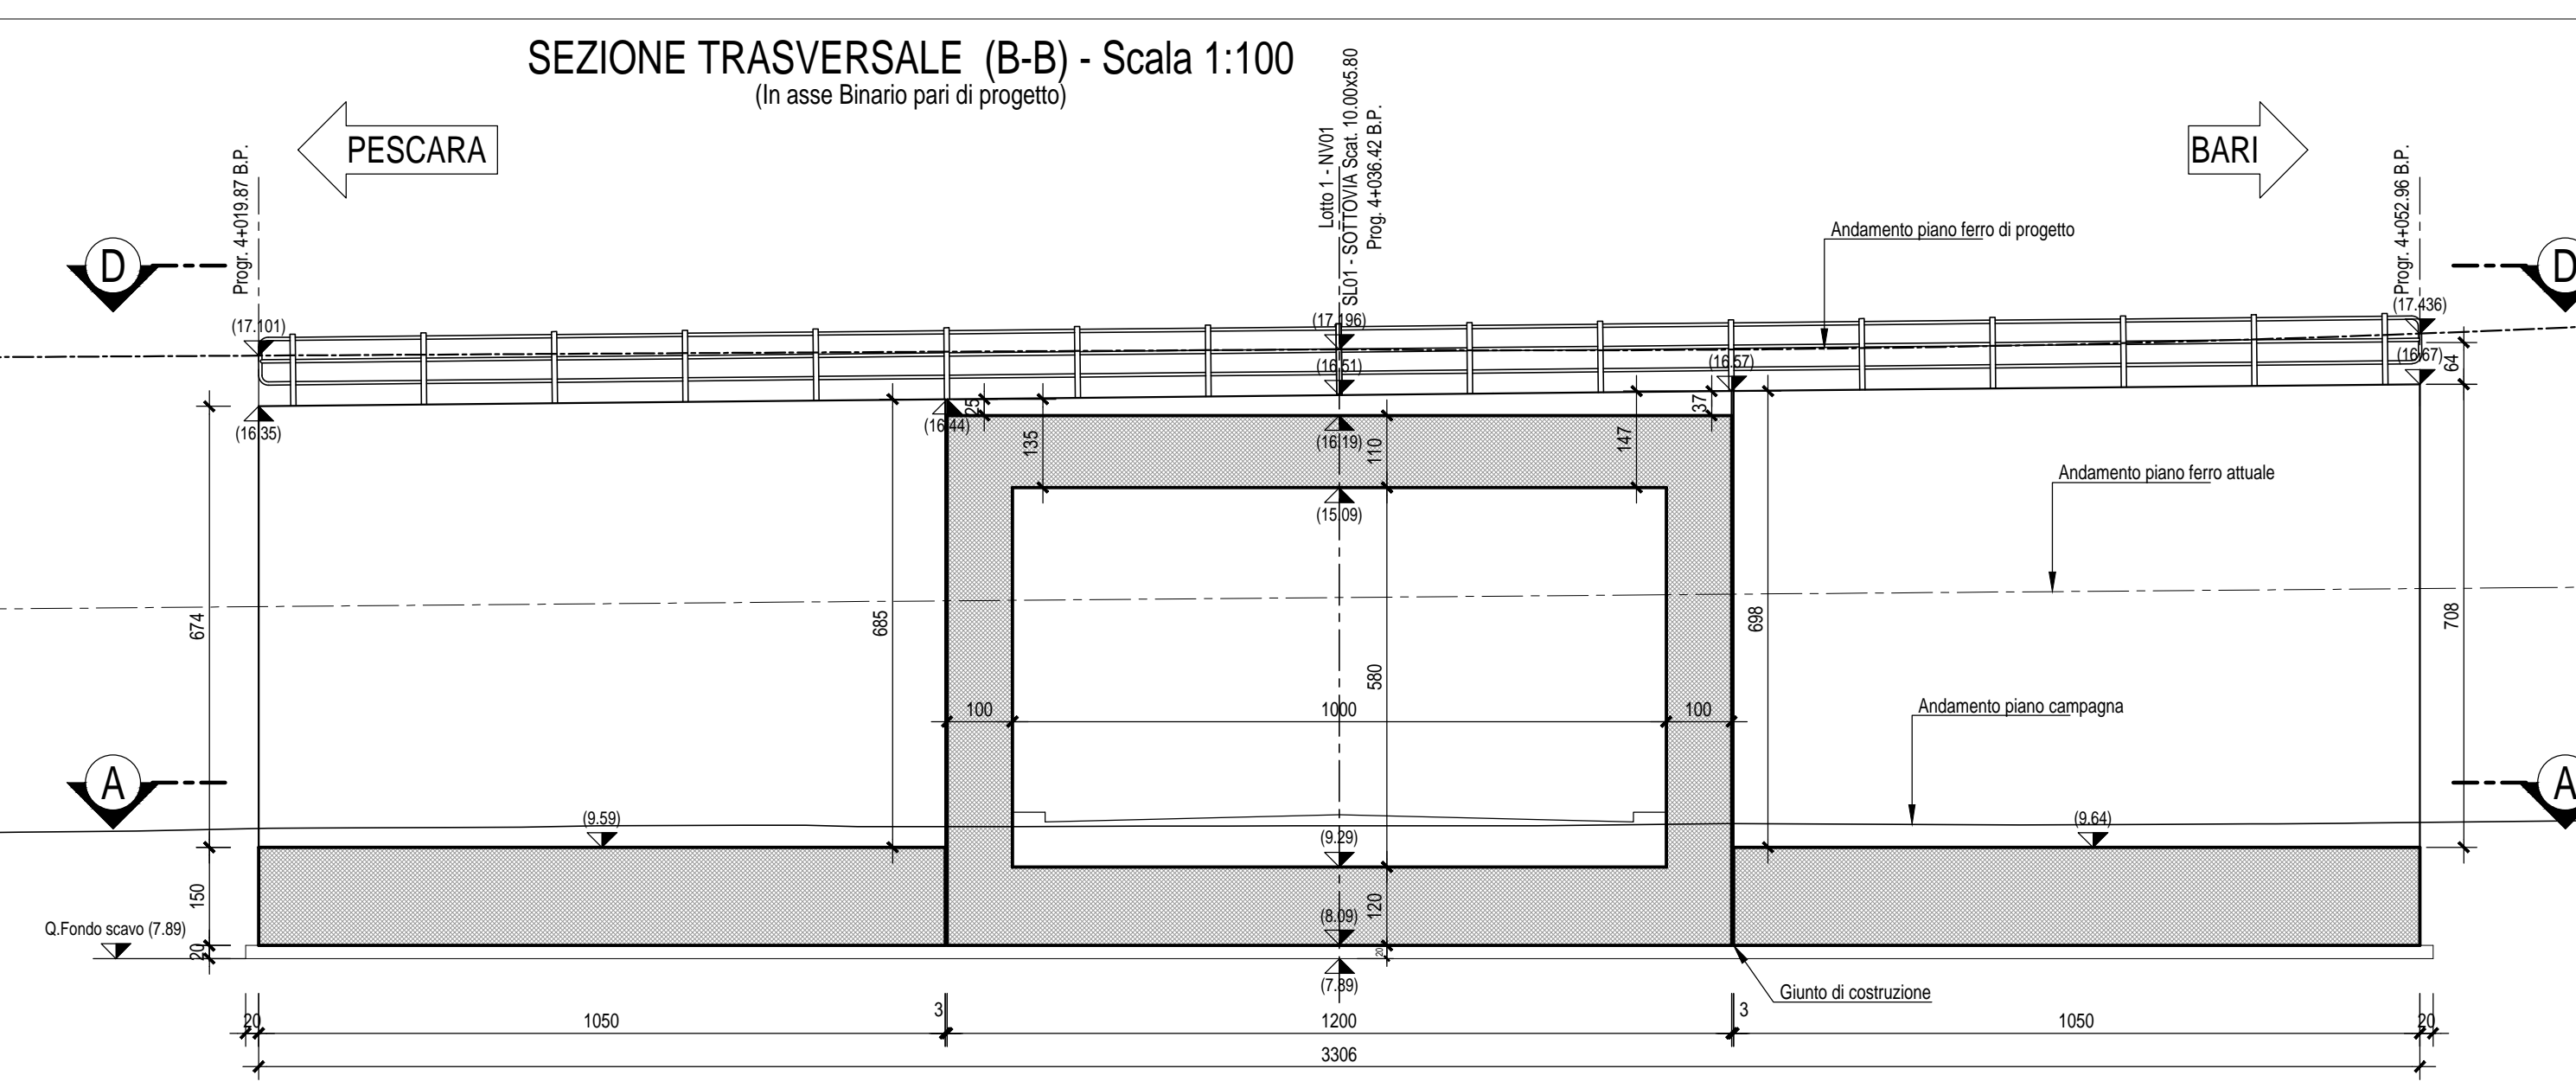 SEZIONE TRASVERSALE (B-B) - Scala 1:100
(In asse Binario pari di progetto)
PESCARA
BARI
Progr. 4+019.87 B.P.
Lotto 1 - NV01
SL01 - SOTTOVIA Scat. 10.00x5.80
Prog. 4+036.42 B.P.
Progr. 4+052.96 B.P.
Andamento piano ferro di progetto
D
D
(17.101)
(17.196)
(17.436)
(16.51)
(16.57)
(16.67)
64
(16.35)
(16.44)
25
135
(16.19)
110
147
37
(15.09)
Andamento piano ferro attuale
674
685
580
698
708
100
1000
100
Andamento piano campagna
A
A
(9.59)
(9.29)
(9.64)
150
120
(8.09)
Q.Fondo scavo (7.89)
20
20
(7.89)
Giunto di costruzione
20
1050
3
1200
3
1050
20
3306